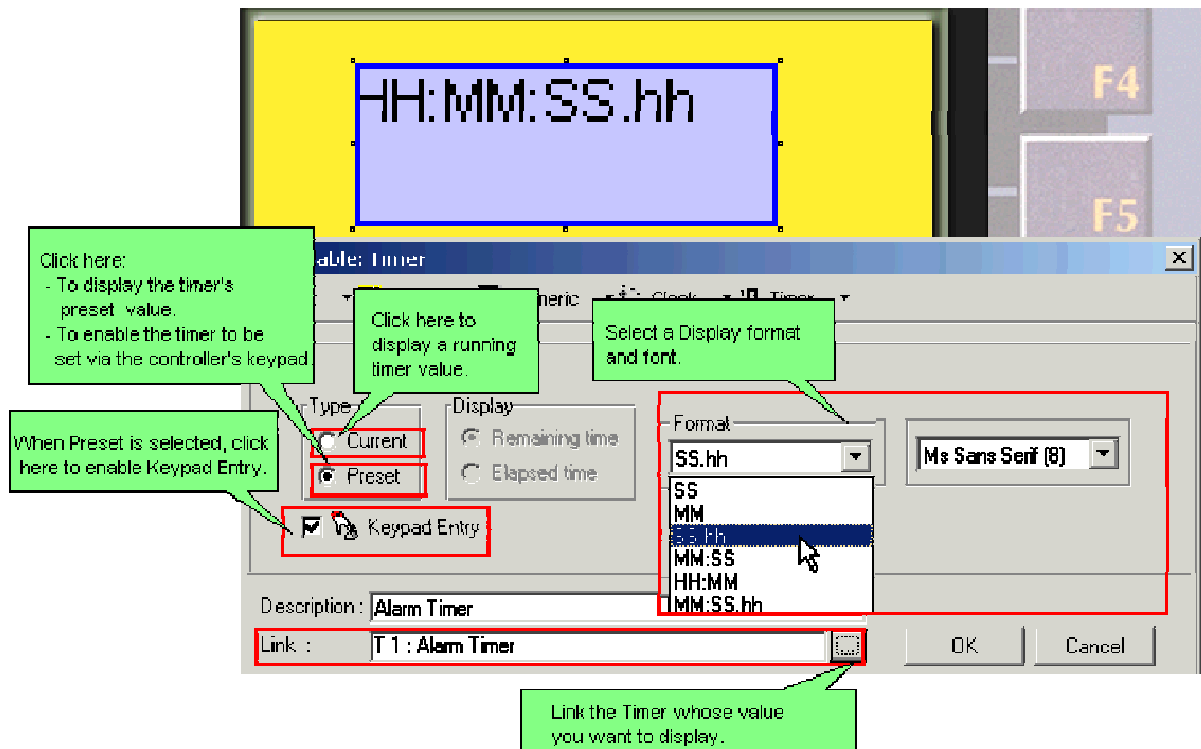 HH:MM:SS.hh
F4
F5
Click here:
- To display the timer's
preset value.
- To enable the timer to be
set via the controller's keypad
able: Timer
Click here to
display a running
timer value.
meric
Clock
Timer
Select a Display format
and font.
When Preset is selected, click
here to enable Keypad Entry.
Type
Current
Preset
Display
Remaining time
Elapsed time
Format
SS.hh
SS
MM
SS.hh
MM:SS
HH:MM
MM:SS.hh
Ms Sans Serif (8)
Keypad Entry
Description : Alarm Timer
Link : T 1 : Alarm Timer
...
OK
Cancel
Link the Timer whose value
you want to display.